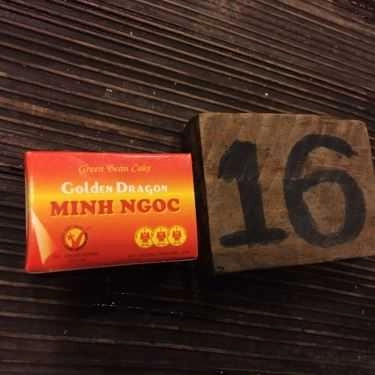 Green Bean Cake
GOLDEN DRAGON
MINH NGOC
16